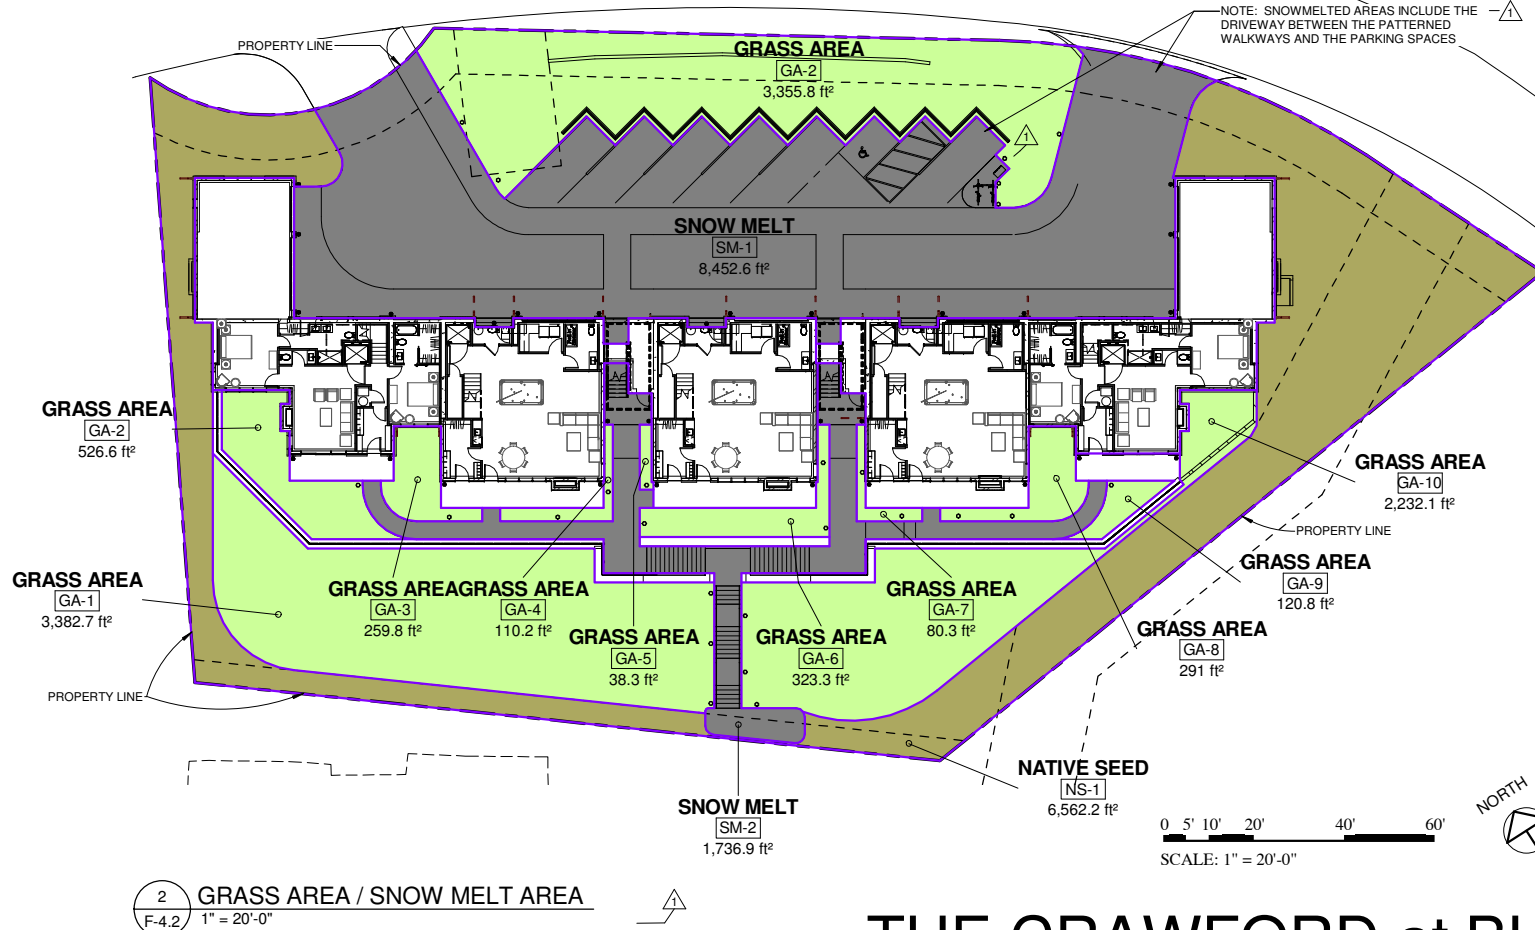 NOTE: SNOWMELTED AREAS INCLUDE THE
DRIVEWAY BETWEEN THE PATTERNED
WALKWAYS AND THE PARKING SPACES
1
PROPERTY LINE
GRASS AREA
GA-2
3,355.8 ft²
1
SNOW MELT
SM-1
8,452.6 ft²
GRASS AREA
GA-2
526.6 ft²
GRASS AREA
GA-10
2,232.1 ft²
PROPERTY LINE
GRASS AREA
GA-1
3,382.7 ft²
GRASS AREA
GA-3
259.8 ft²
GRASS AREA
GA-4
110.2 ft²
GRASS AREA
GA-5
38.3 ft²
GRASS AREA
GA-6
323.3 ft²
GRASS AREA
GA-7
80.3 ft²
GRASS AREA
GA-9
120.8 ft²
GRASS AREA
GA-8
291 ft²
PROPERTY LINE
NATIVE SEED
NS-1
6,562.2 ft²
SNOW MELT
SM-2
1,736.9 ft²
0 5' 10' 20' 40' 60'
SCALE: 1" = 20'-0"
NORTH
2
F-4.2
GRASS AREA / SNOW MELT AREA
1" = 20'-0"
1
THE CRAWFORD at